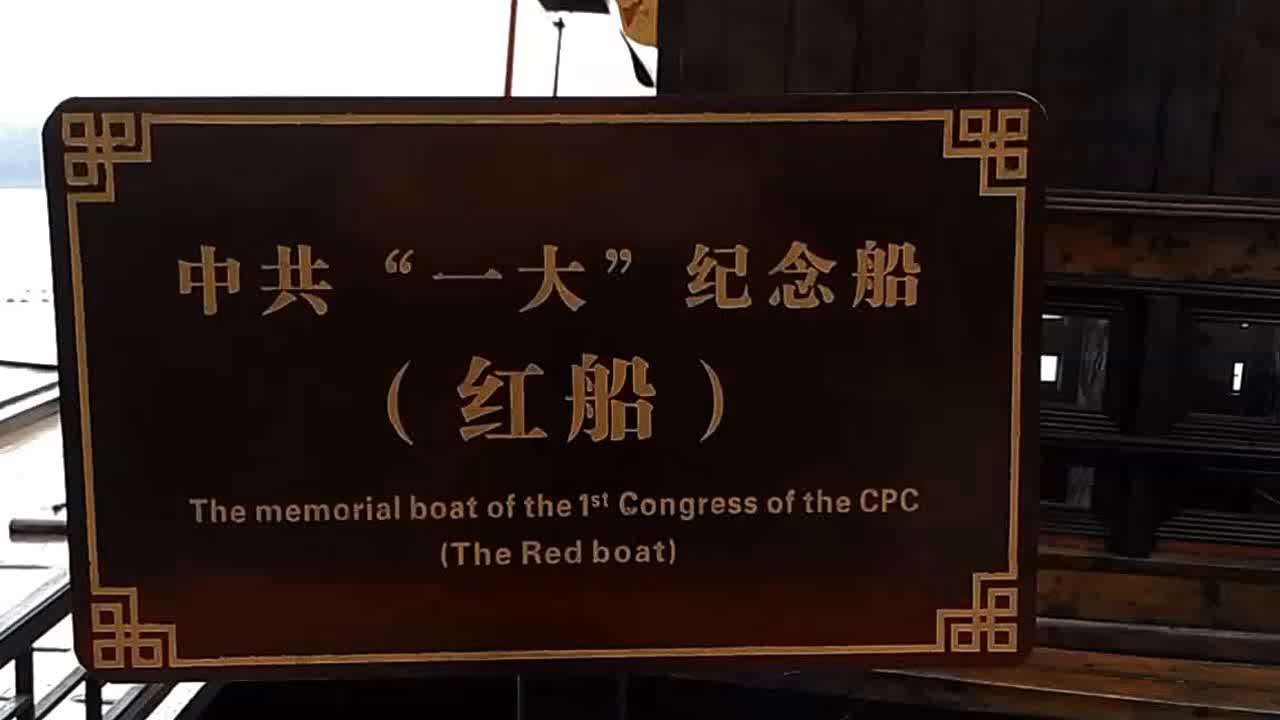 中共“一大”纪念船
（红船）
The memorial boat of the 1st Congress of the CPC
(The Red boat)